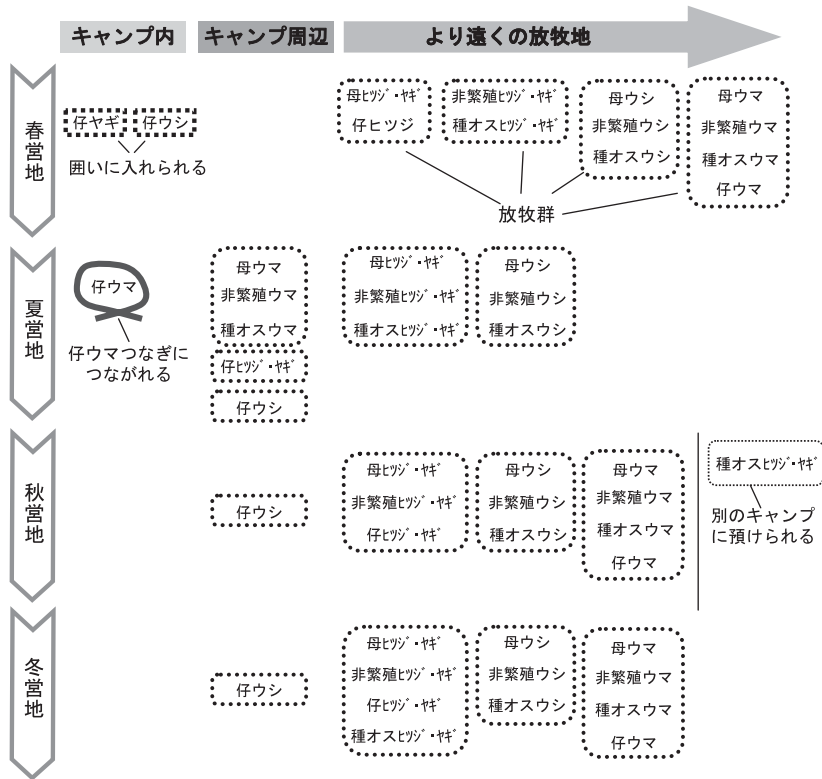 キャンプ内
キャンプ周辺
より遠くの放牧地
春営地
仔ヤギ
仔ウシ
囲いに入れられる
母ﾋﾂｼﾞ・ﾔｷﾞ
仔ヒツジ
非繁殖ﾋﾂｼﾞ・ﾔｷﾞ
種オスﾋﾂｼﾞ・ﾔｷﾞ
母ウシ
非繁殖ウシ
種オスウシ
母ウマ
非繁殖ウマ
種オスウマ
仔ウマ
放牧群
夏営地
仔ウマ
仔ウマつなぎに
つながれる
母ウマ
非繁殖ウマ
種オスウマ
仔ﾋﾂｼﾞ・ﾔｷﾞ
仔ウシ
母ﾋﾂｼﾞ・ﾔｷﾞ
非繁殖ﾋﾂｼﾞ・ﾔｷﾞ
種オスﾋﾂｼﾞ・ﾔｷﾞ
母ウシ
非繁殖ウシ
種オスウシ
秋営地
仔ウシ
母ﾋﾂｼﾞ・ﾔｷﾞ
非繁殖ﾋﾂｼﾞ・ﾔｷﾞ
仔ﾋﾂｼﾞ・ﾔｷﾞ
母ウシ
非繁殖ウシ
種オスウシ
母ウマ
非繁殖ウマ
種オスウマ
仔ウマ
種オスﾋﾂｼﾞ・ﾔｷﾞ
別のキャンプ
に預けられる
冬営地
仔ウシ
母ﾋﾂｼﾞ・ﾔｷﾞ
非繁殖ﾋﾂｼﾞ・ﾔｷﾞ
仔ﾋﾂｼﾞ・ﾔｷﾞ
種オスﾋﾂｼﾞ・ﾔｷﾞ
母ウシ
非繁殖ウシ
種オスウシ
母ウマ
非繁殖ウマ
種オスウマ
仔ウマ